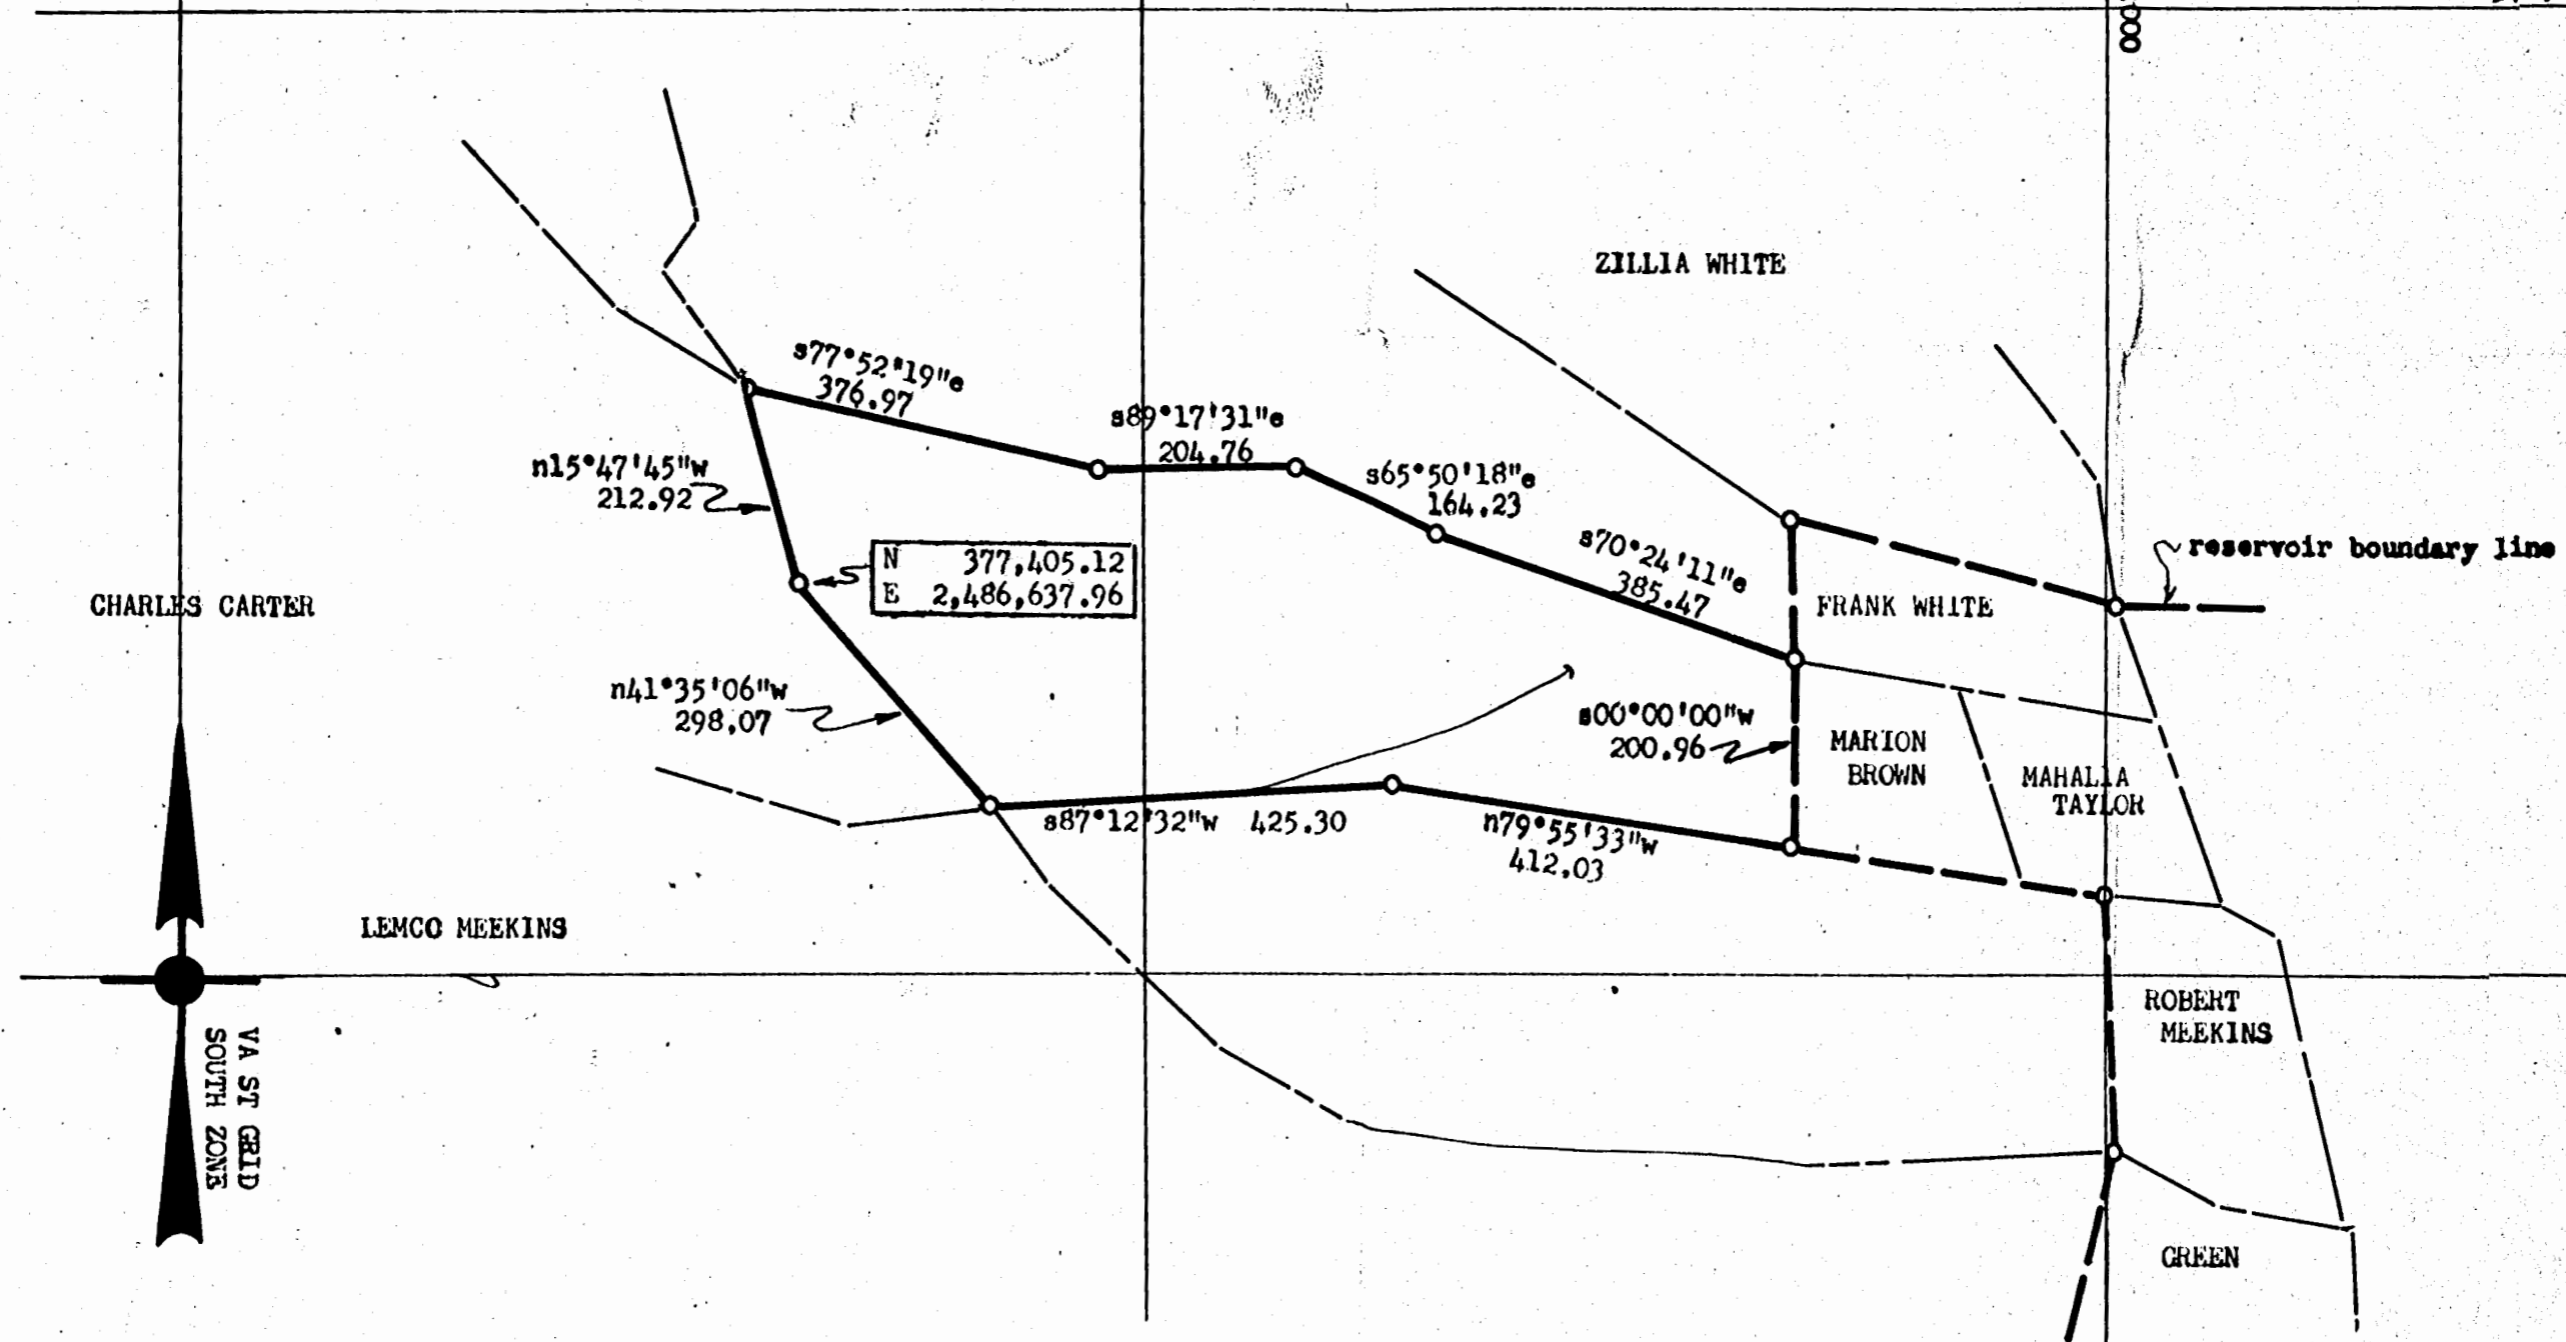 000
ZILLIA WHITE
s77°52'19"e
376.97
s89°17'31"e
204.76
n15°47'45"w
212.92
s65°50'18"e
164.23
s70°24'11"e
385.47
reservoir boundary line
N 377,405.12
E 2,486,637.96
CHARLES CARTER
FRANK WHITE
n41°35'06"w
298.07
s00°00'00"w
200.96
MARION
BROWN
MAHALLA
TAYLOR
s87°12'32"w 425.30
n79°55'33"w
412.03
LEMCO MEEKINS
ROBERT
MEEKINS
VA ST GRID
SOUTH ZONE
GREEN